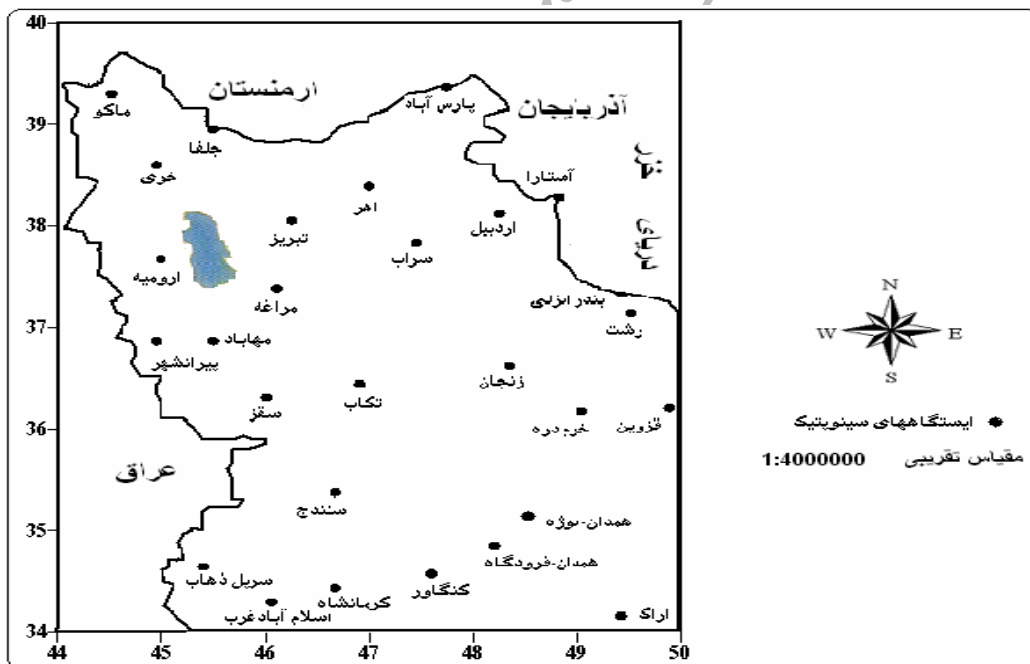 40
39
38
37
36
35
34
44
45
46
47
48
49
50
ارمنستان
آذربایجان
دریای خزر
عراق
ماکو
جلفا
پارس آباد
خوی
اهر
آستارا
اردبیل
تبریز
سراب
ارومیه
مراغه
بندر انزلی
رشت
پیرانشهر
مهاباد
زنجان
سقز
تکاب
خرم دره
قزوین
سنندج
همدان-نوژه
همدان-فرودگاه
سرپل ذهاب
کرمانشاه
کنگاور
اسلام آبادغرب
اراک
N
W
E
S
ایستگاههای سینوپتیک
مقیاس تقریبی 1:4000000